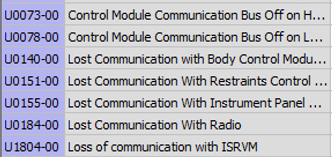 U0073-00 Control Module Communication Bus Off on H...
U0078-00 Control Module Communication Bus Off on L...
U0140-00 Lost Communication with Body Control Modu...
U0151-00 Lost Communication With Restraints Control ...
U0155-00 Lost Communication With Instrument Panel ...
U0184-00 Lost Communication With Radio
U1804-00 Loss of communication with ISRVM